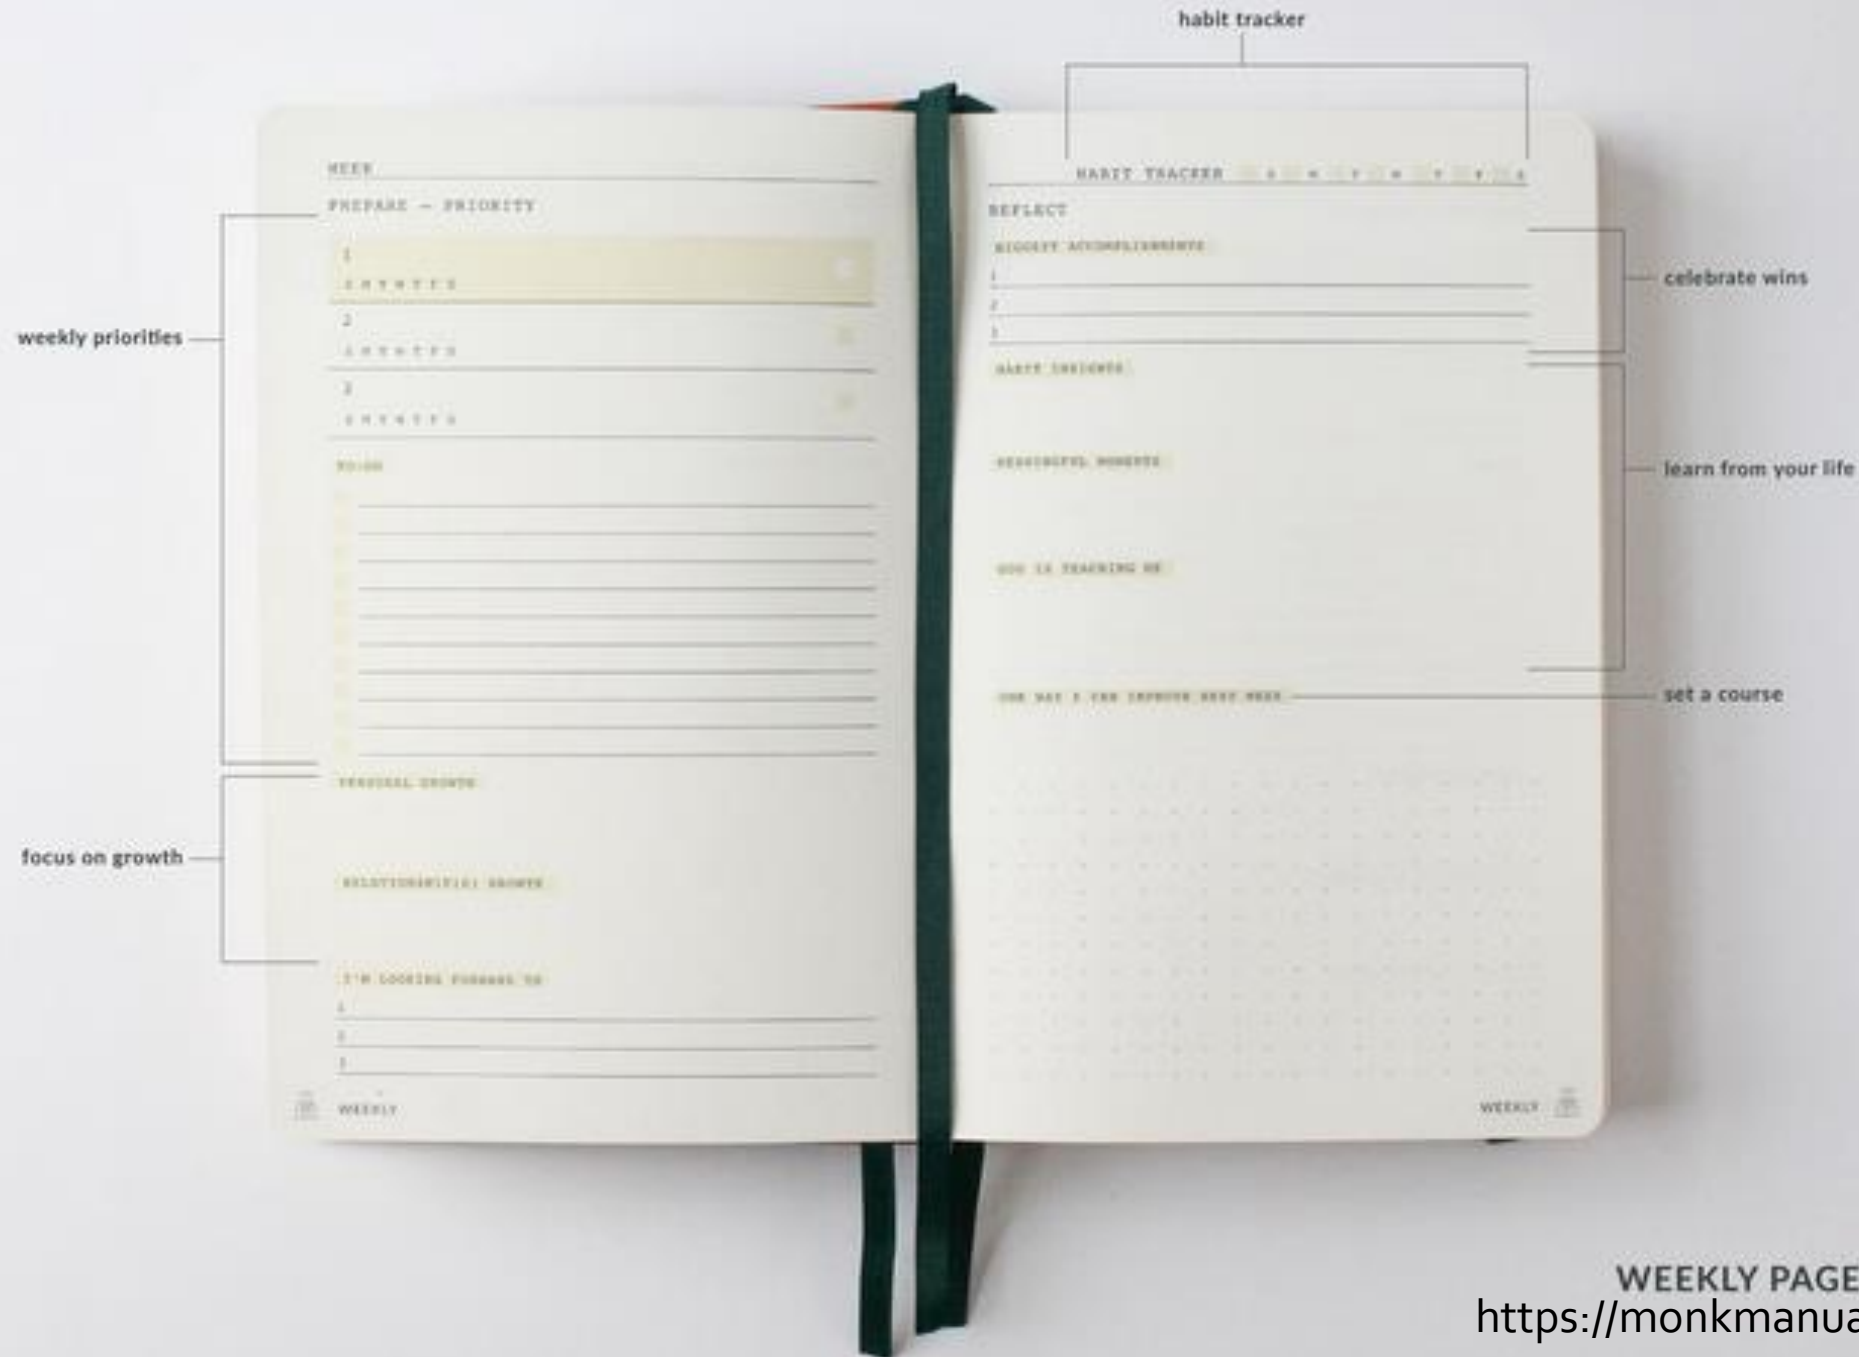 habit tracker
WEEK
PREPARE — PRIORITY
1
S M T W T F S
2
S M T W T F S
3
S M T W T F S
TO-DO
PERSONAL GROWTH
RELATIONSHIP(S) GROWTH
I'M LOOKING FORWARD TO
1
2
3
WEEKLY
weekly priorities
focus on growth
HABIT TRACKER S M T W T F S
REFLECT
BIGGEST ACCOMPLISHMENTS
1
2
3
HABIT INSIGHTS
MEANINGFUL MOMENTS
GOD IS TEACHING ME
ONE WAY I CAN IMPROVE NEXT WEEK
WEEKLY
celebrate wins
learn from your life
set a course
WEEKLY PAGE
https://monkmanua